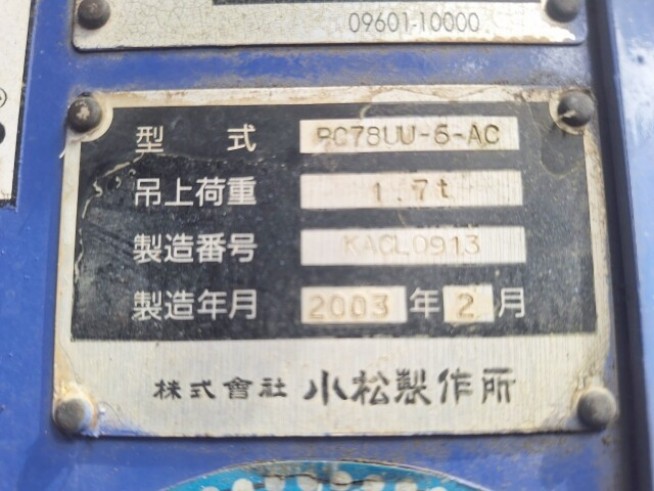 09601-10000
型 式 PC78UU-6-AC
吊上荷重 1.7t
製造番号 KACL0913
製造年月 2003 年 2 月
株式會社 小松製作所